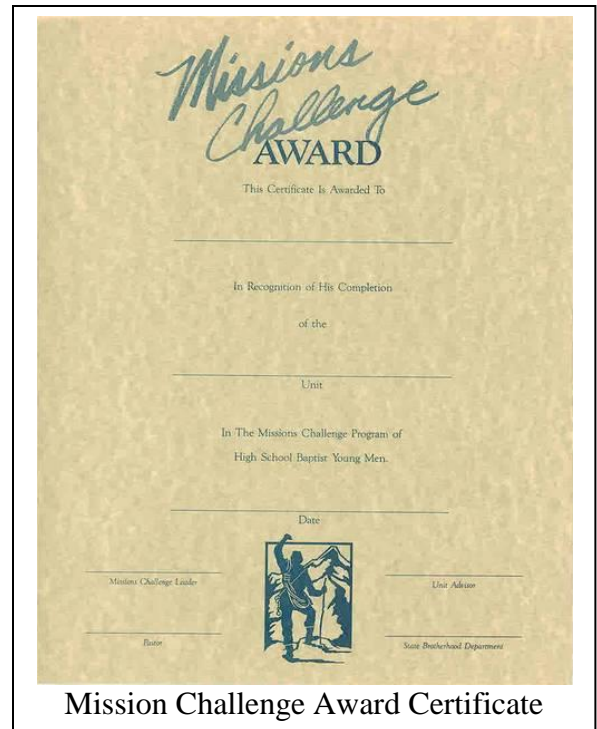 Missions
Challenge
AWARD
This Certificate Is Awarded To
In Recognition of His Completion
of the
Unit
In The Missions Challenge Program of
High School Baptist Young Men.
Date
Missions Challenge Leader
Unit Advisor
Pastor
State Brotherhood Department
Mission Challenge Award Certificate